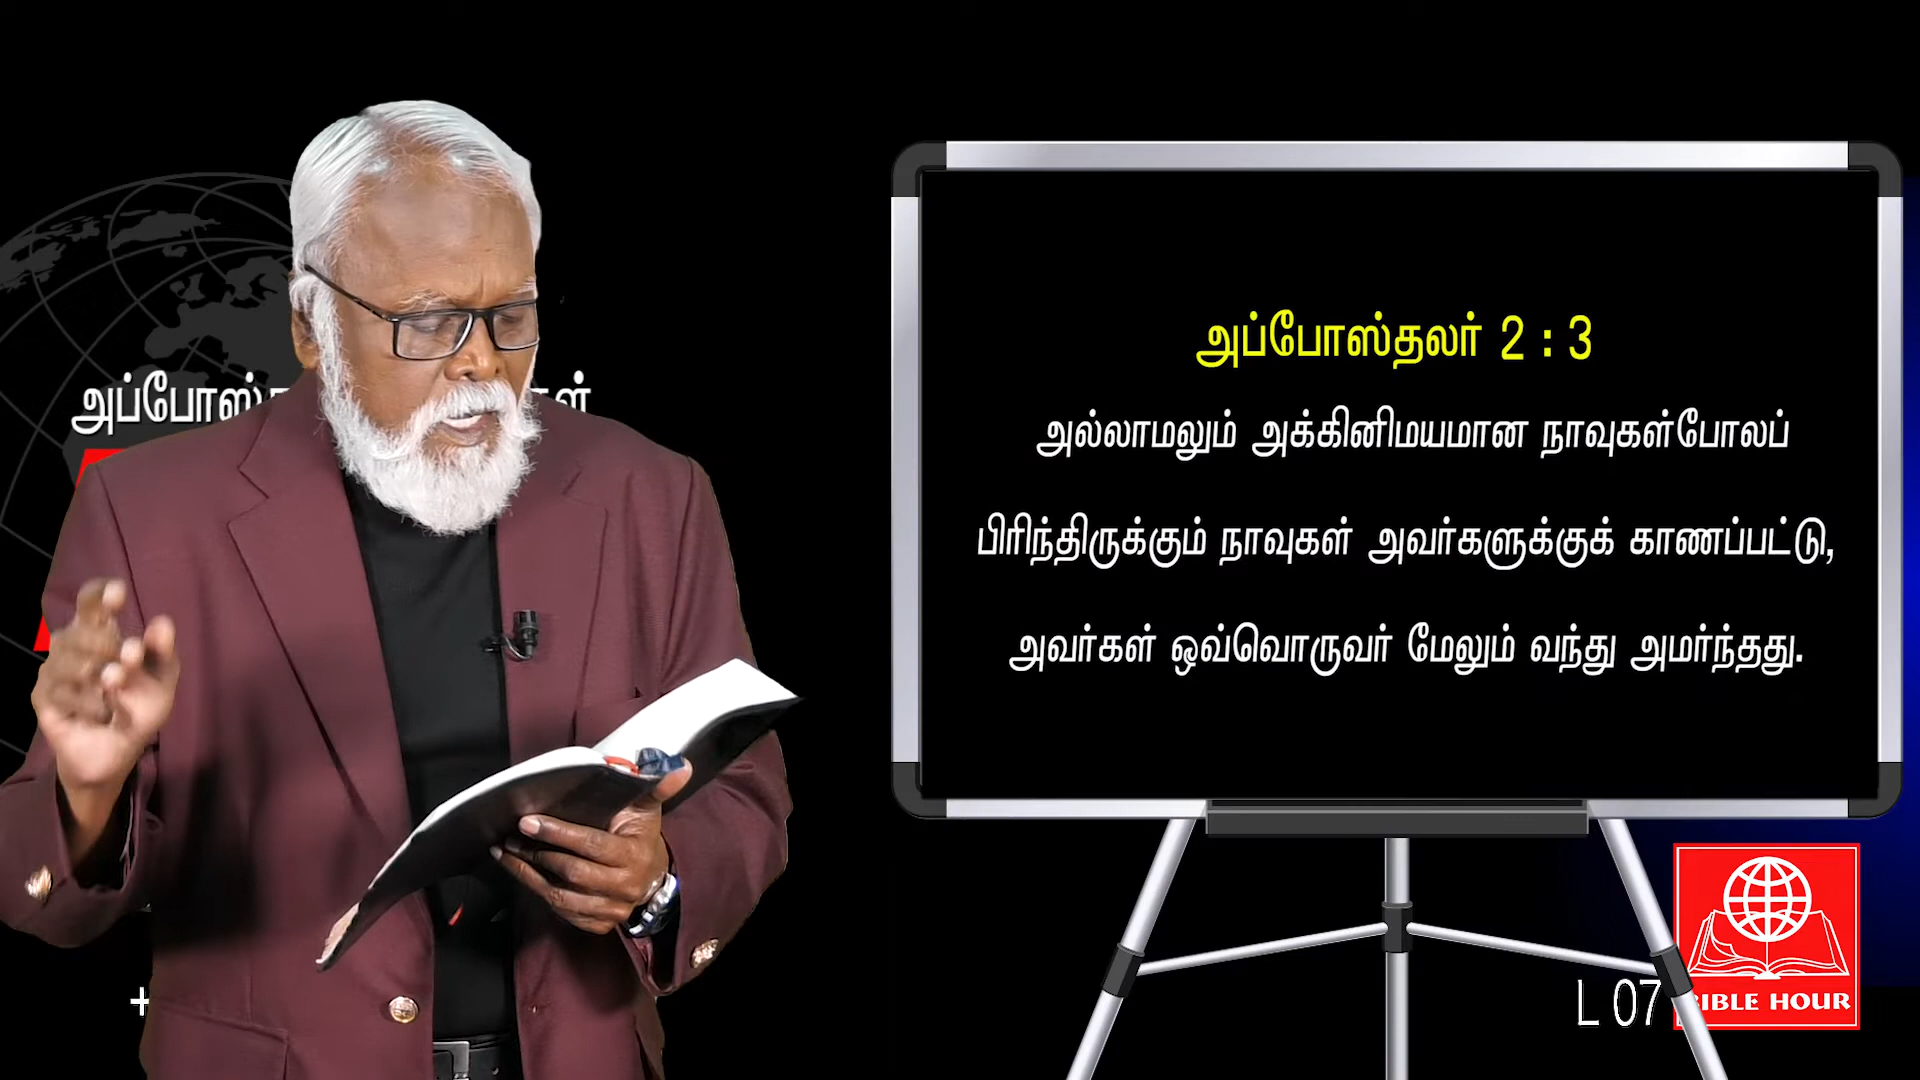 அப்போஸ்தலர் 2 : 3
அல்லாமலும் அக்கினிமயமான நாவுகள்போலப்
பிரிந்திருக்கும் நாவுகள் அவர்களுக்குக் காணப்பட்டு,
அவர்கள் ஒவ்வொருவர் மேலும் வந்து அமர்ந்தது.
L 07
BIBLE HOUR